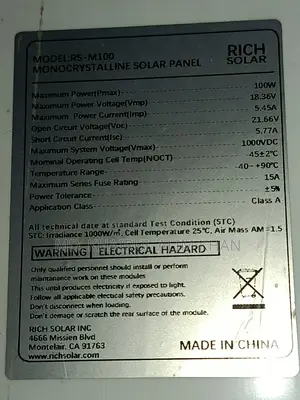 MODEL:RS-M100
MONOCRYSTALLINE SOLAR PANEL
RICH
SOLAR
Maximum Power(Pmax) 100W
Maximum Power Voltage(Vmp) 18.36V
Maximum Power Current(Imp) 5.45A
Open Circuit Voltage(Voc) 21.66V
Short Circuit Current(Isc) 5.77A
Maximum System Voltage(Vmax) 1000VDC
Nominal Operating Cell Temp(NOCT) -45±2°C
Temperature Range -40~+90°C
Maximum Series Fuse Rating 15A
Power Tolerance ±5%
Application Class Class A
All technical date at standard Test Condition (STC)
STC: Irradiance 1000W/㎡, Cell Temperature 25℃, Air Mass AM=1.5
WARNING ELECTRICAL HAZARD
Only qualified personnel should install or perform
maintanance work on these modules
This unti produces electricity if exposed to light.
Follow all applicable electical safety precautions.
Don't disconnect when loading.
Don't damage or scratch the rear surface of the module.
RICH SOLAR INC
4666 Missien Blvd
Montelair, CA 91763
www.richsolar.com
MADE IN CHINA